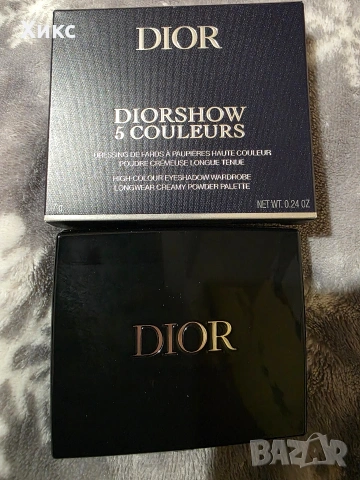 Кикс
DIOR
DIORSHOW
5 COULEURS
DRESSING DE FARDS À PAUPIÈRES HAUTE COULEUR
POUDRE CRÉMEUSE LONGUE TENUE
HIGH COLOUR EYESHADOW WARDROBE
LONGWEAR CREAMY POWDER PALETTE
NET WT. 0.24 OZ
DIOR
BAZAR